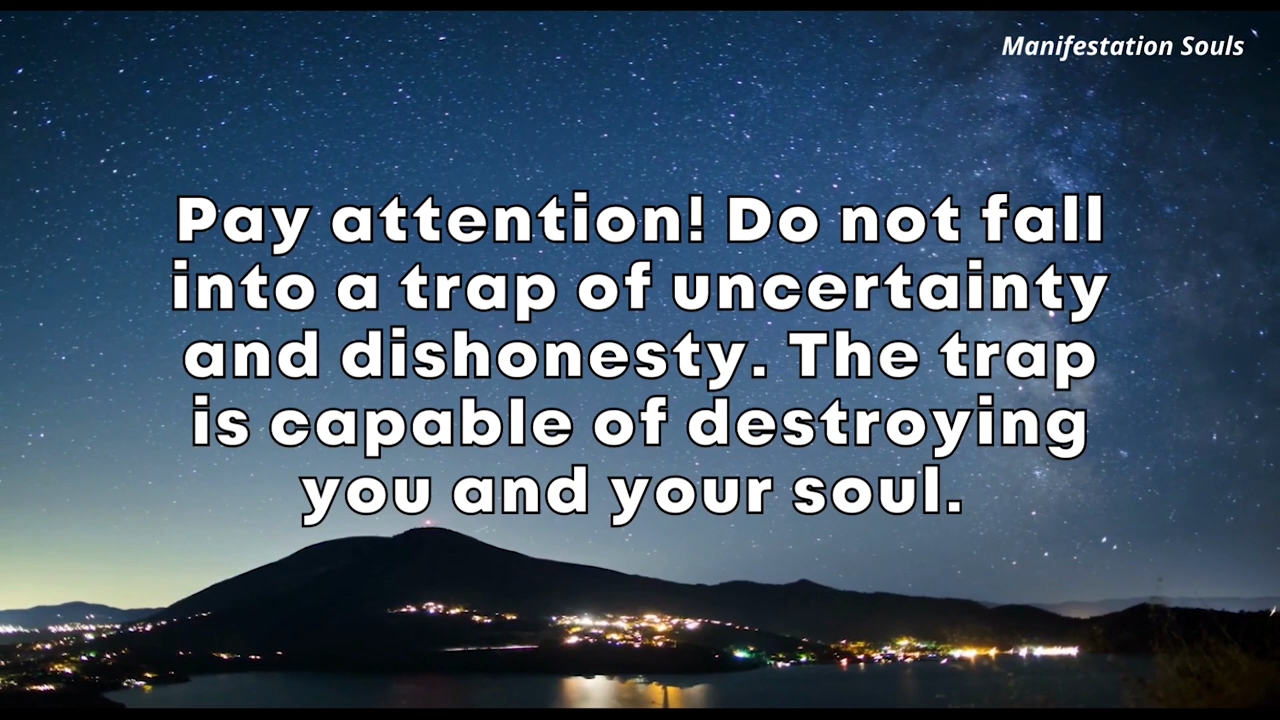 Manifestation Souls
Pay attention! Do not fall
into a trap of uncertainty
and dishonesty. The trap
is capable of destroying
you and your soul.